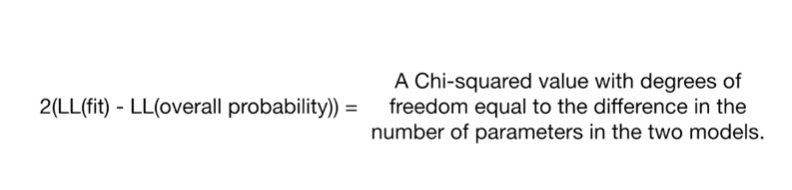 A Chi-squared value with degrees of
2(LL(fit) - LL(overall probability)) = freedom equal to the difference in the
number of parameters in the two models.